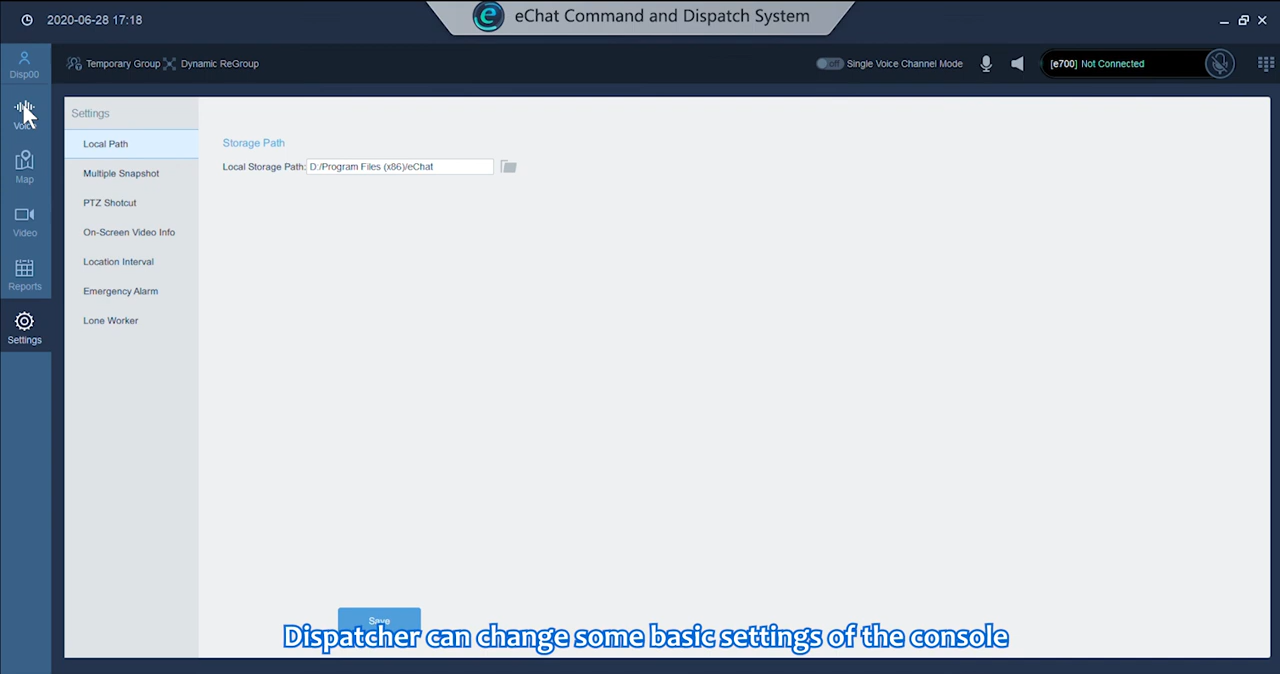 2020-06-28 17:18
e eChat Command and Dispatch System
Disp00
Temporary Group
Dynamic ReGroup
off Single Voice Channel Mode
[e700] Not Connected
Voice
Map
Video
Reports
Settings
Settings
Local Path
Multiple Snapshot
PTZ Shotcut
On-Screen Video Info
Location Interval
Emergency Alarm
Lone Worker
Storage Path
Local Storage Path: D:/Program Files (x86)/eChat
Save
Dispatcher can change some basic settings of the console